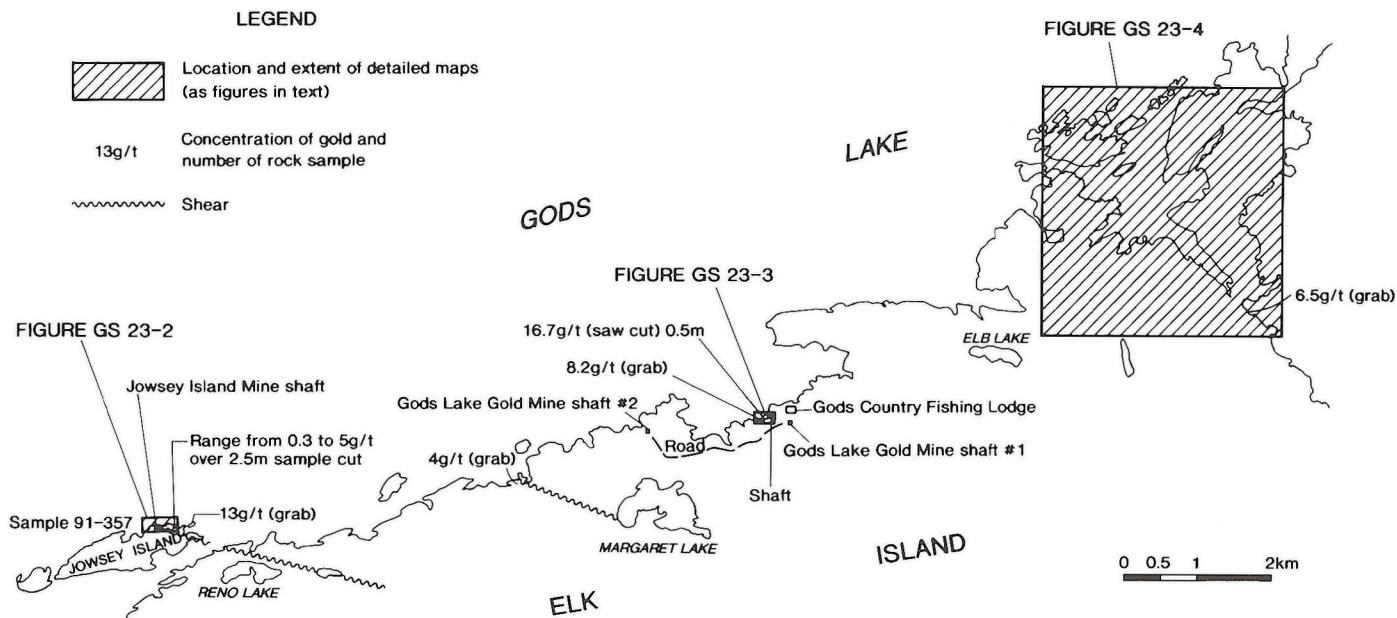 LEGEND
Location and extent of detailed maps
(as figures in text)
13g/t
Concentration of gold and
number of rock sample
Shear
FIGURE GS 23-4
LAKE
GODS
6.5g/t (grab)
FIGURE GS 23-3
16.7g/t (saw cut) 0.5m
8.2g/t (grab)
ELB LAKE
FIGURE GS 23-2
Jowsey Island Mine shaft
Gods Lake Gold Mine shaft #2
Gods Country Fishing Lodge
Road
Gods Lake Gold Mine shaft #1
Range from 0.3 to 5g/t
over 2.5m sample cut
4g/t (grab)
Shaft
Sample 91-357
13g/t (grab)
JOWSEY ISLAND
MARGARET LAKE
ISLAND
RENO LAKE
ELK
0 0.5 1 2km